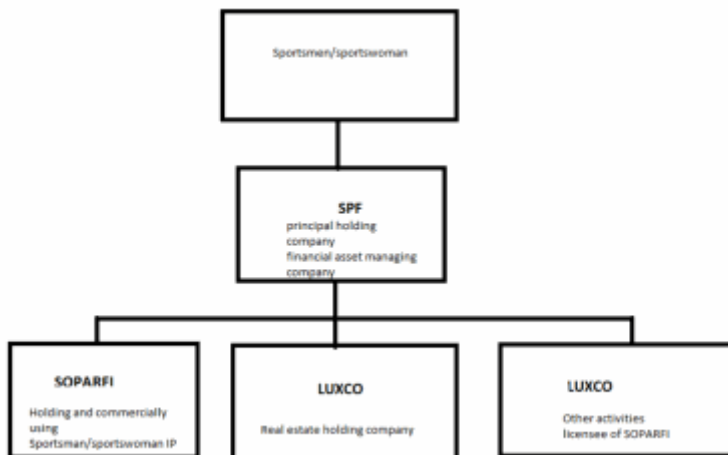 Sportsmen/sportswoman
SPF
principal holding
company
financial asset managing
company
SOPARFI
Holding and commercially
using
Sportsman/sportswoman IP
LUXCO
Real estate holding company
LUXCO
Other activities
licensee of SOPARFI